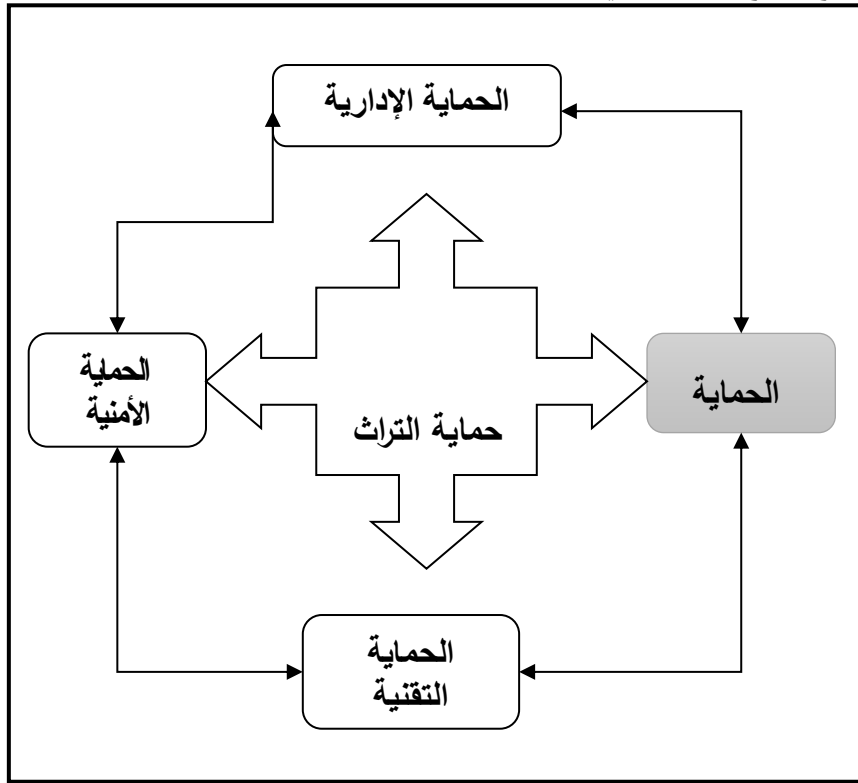 الحماية الإدارية
الحماية
الحماية
الأمنية
حماية التراث
الحماية
التقنية